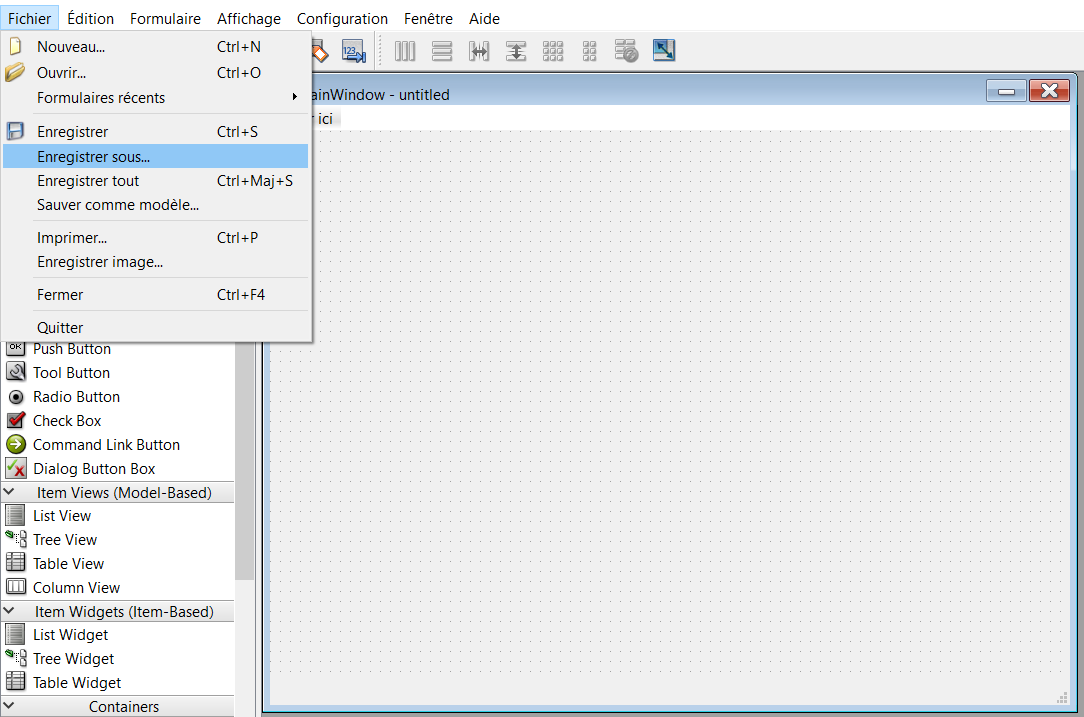 Fichier Édition Formulaire Affichage Configuration Fenêtre Aide
Nouveau... Ctrl+N
Ouvrir... Ctrl+O
Formulaires récents
Enregistrer Ctrl+S
Enregistrer sous...
Enregistrer tout Ctrl+Maj+S
Sauver comme modèle...
Imprimer... Ctrl+P
Enregistrer image...
Fermer Ctrl+F4
Quitter
123
ainWindow - untitled
r ici
OK Push Button
Tool Button
Radio Button
Check Box
Command Link Button
Dialog Button Box
Item Views (Model-Based)
List View
Tree View
Table View
Column View
Item Widgets (Item-Based)
List Widget
Tree Widget
Table Widget
Containers